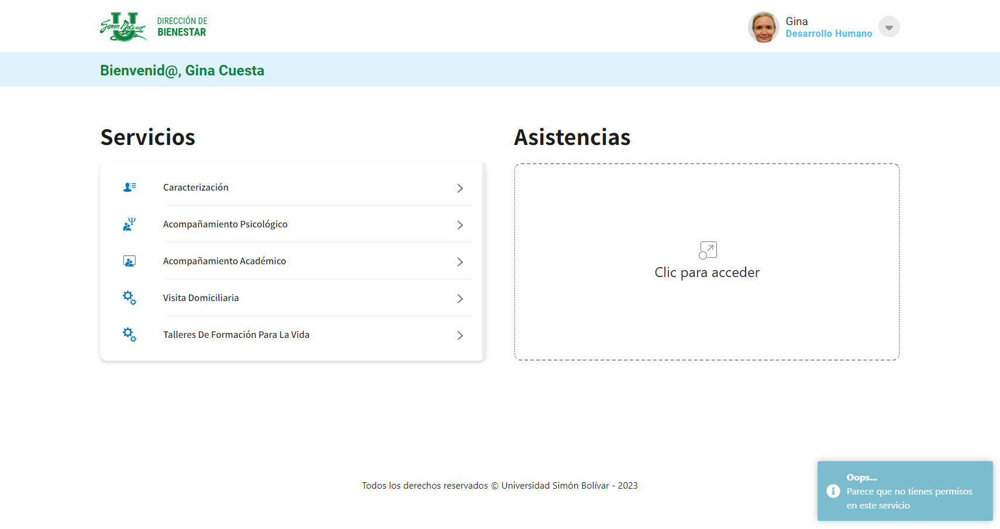 Simón Bolívar
U
DIRECCIÓN DE
BIENESTAR
Gina
Desarrollo Humano
Bienvenid@, Gina Cuesta
Servicios
Caracterización
Acompañamiento Psicológico
Acompañamiento Académico
Visita Domiciliaria
Talleres De Formación Para La Vida
Asistencias
Clic para acceder
Todos los derechos reservados © Universidad Simón Bolívar - 2023
Oops...
Parece que no tienes permisos
en este servicio